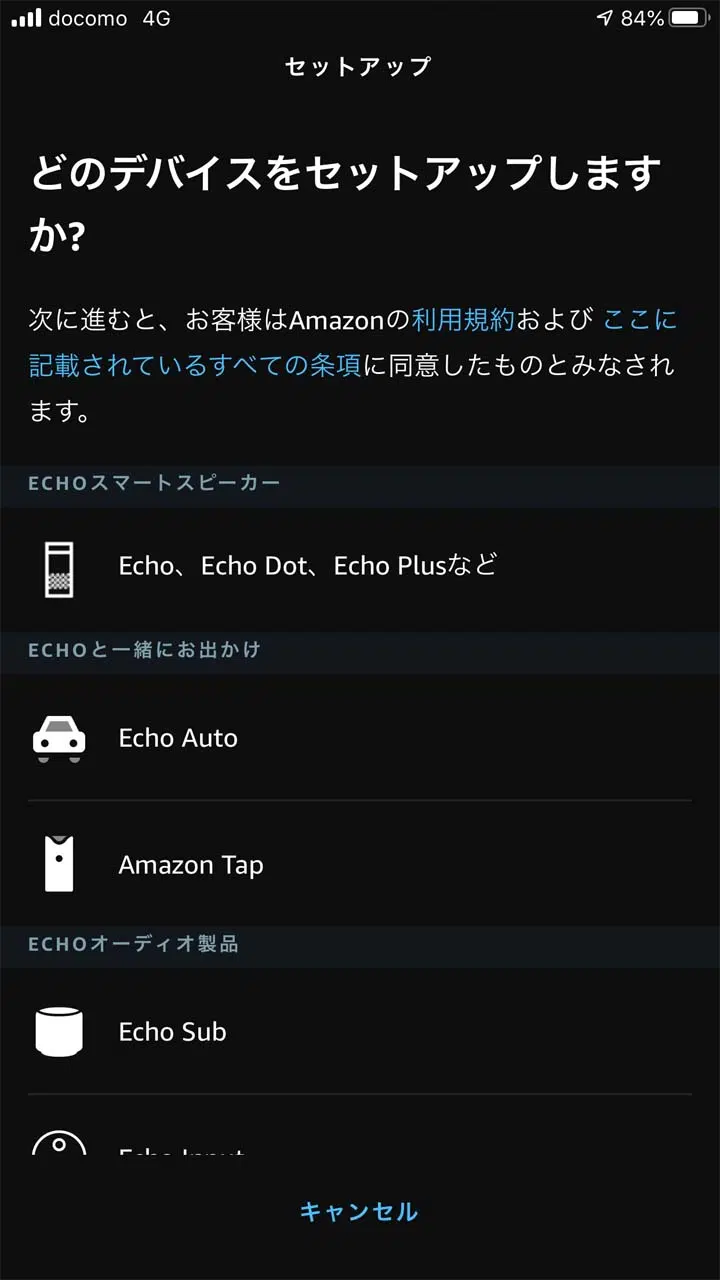 docomo 4G 84%
セットアップ
どのデバイスをセットアップします
か?
次に進むと、お客様はAmazonの利用規約および ここに
記載されているすべての条項に同意したものとみなされ
ます。
ECHOスマートスピーカー
Echo、Echo Dot、Echo Plusなど
ECHOと一緒にお出かけ
Echo Auto
Amazon Tap
ECHOオーディオ製品
Echo Sub
Echo Input
キャンセル